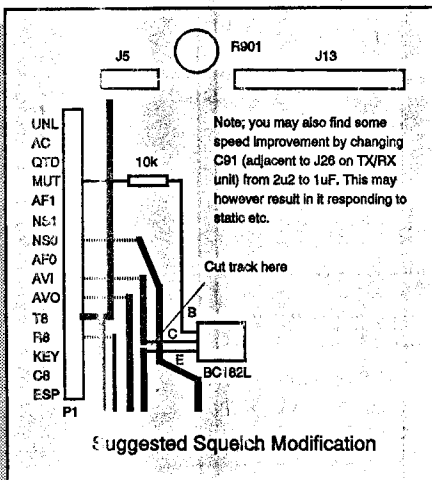 R901
J5
J13
UNL
AC
QTD
MUT
AF1
NS1
NS0
AF0
AVI
AVO
T8
R8
KEY
C8
ESP
P1
10k
Note; you may also find some
speed improvement by changing
C91 (adjacent to J26 on TX/RX
unit) from 2u2 to 1uF. This may
however result in it responding to
static etc.
Cut track here
B
C
E
BC182L
Suggested Squelch Modification